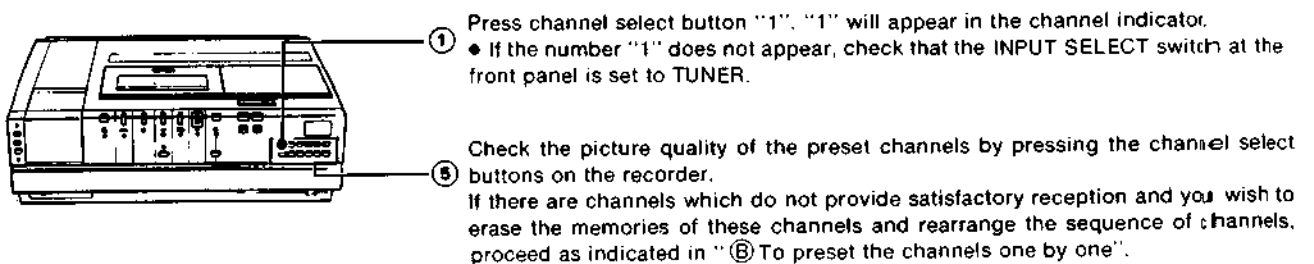 ① Press channel select button "1". "1" will appear in the channel indicator.
● If the number "1" does not appear, check that the INPUT SELECT switch at the
front panel is set to TUNER.
Check the picture quality of the preset channels by pressing the channel select
⑤ buttons on the recorder.
If there are channels which do not provide satisfactory reception and you wish to
erase the memories of these channels and rearrange the sequence of channels,
proceed as indicated in "Ⓑ To preset the channels one by one".